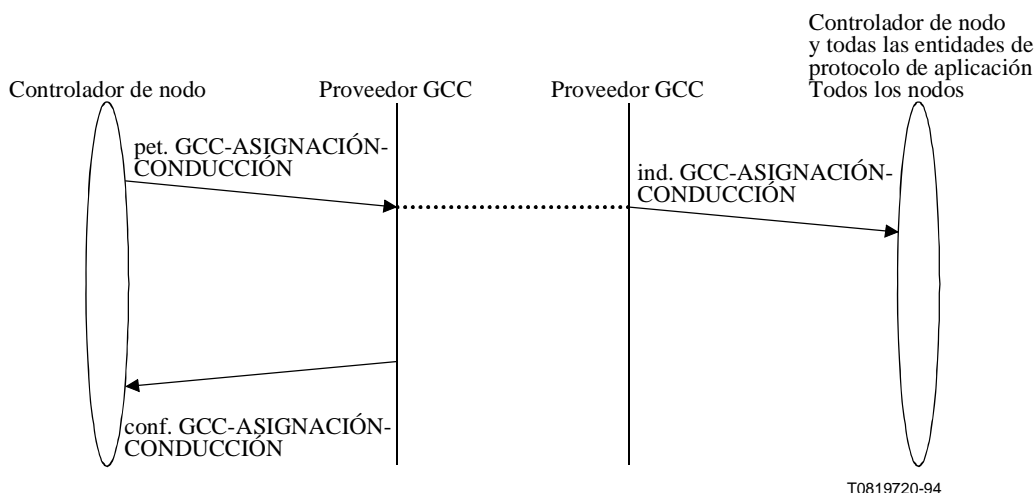 Controlador de nodo
y todas las entidades de
protocolo de aplicación
Todos los nodos
Controlador de nodo
Proveedor GCC
Proveedor GCC
pet. GCC-ASIGNACIÓN-
CONDUCCIÓN
ind. GCC-ASIGNACIÓN-
CONDUCCIÓN
conf. GCC-ASIGNACIÓN-
CONDUCCIÓN
T0819720-94